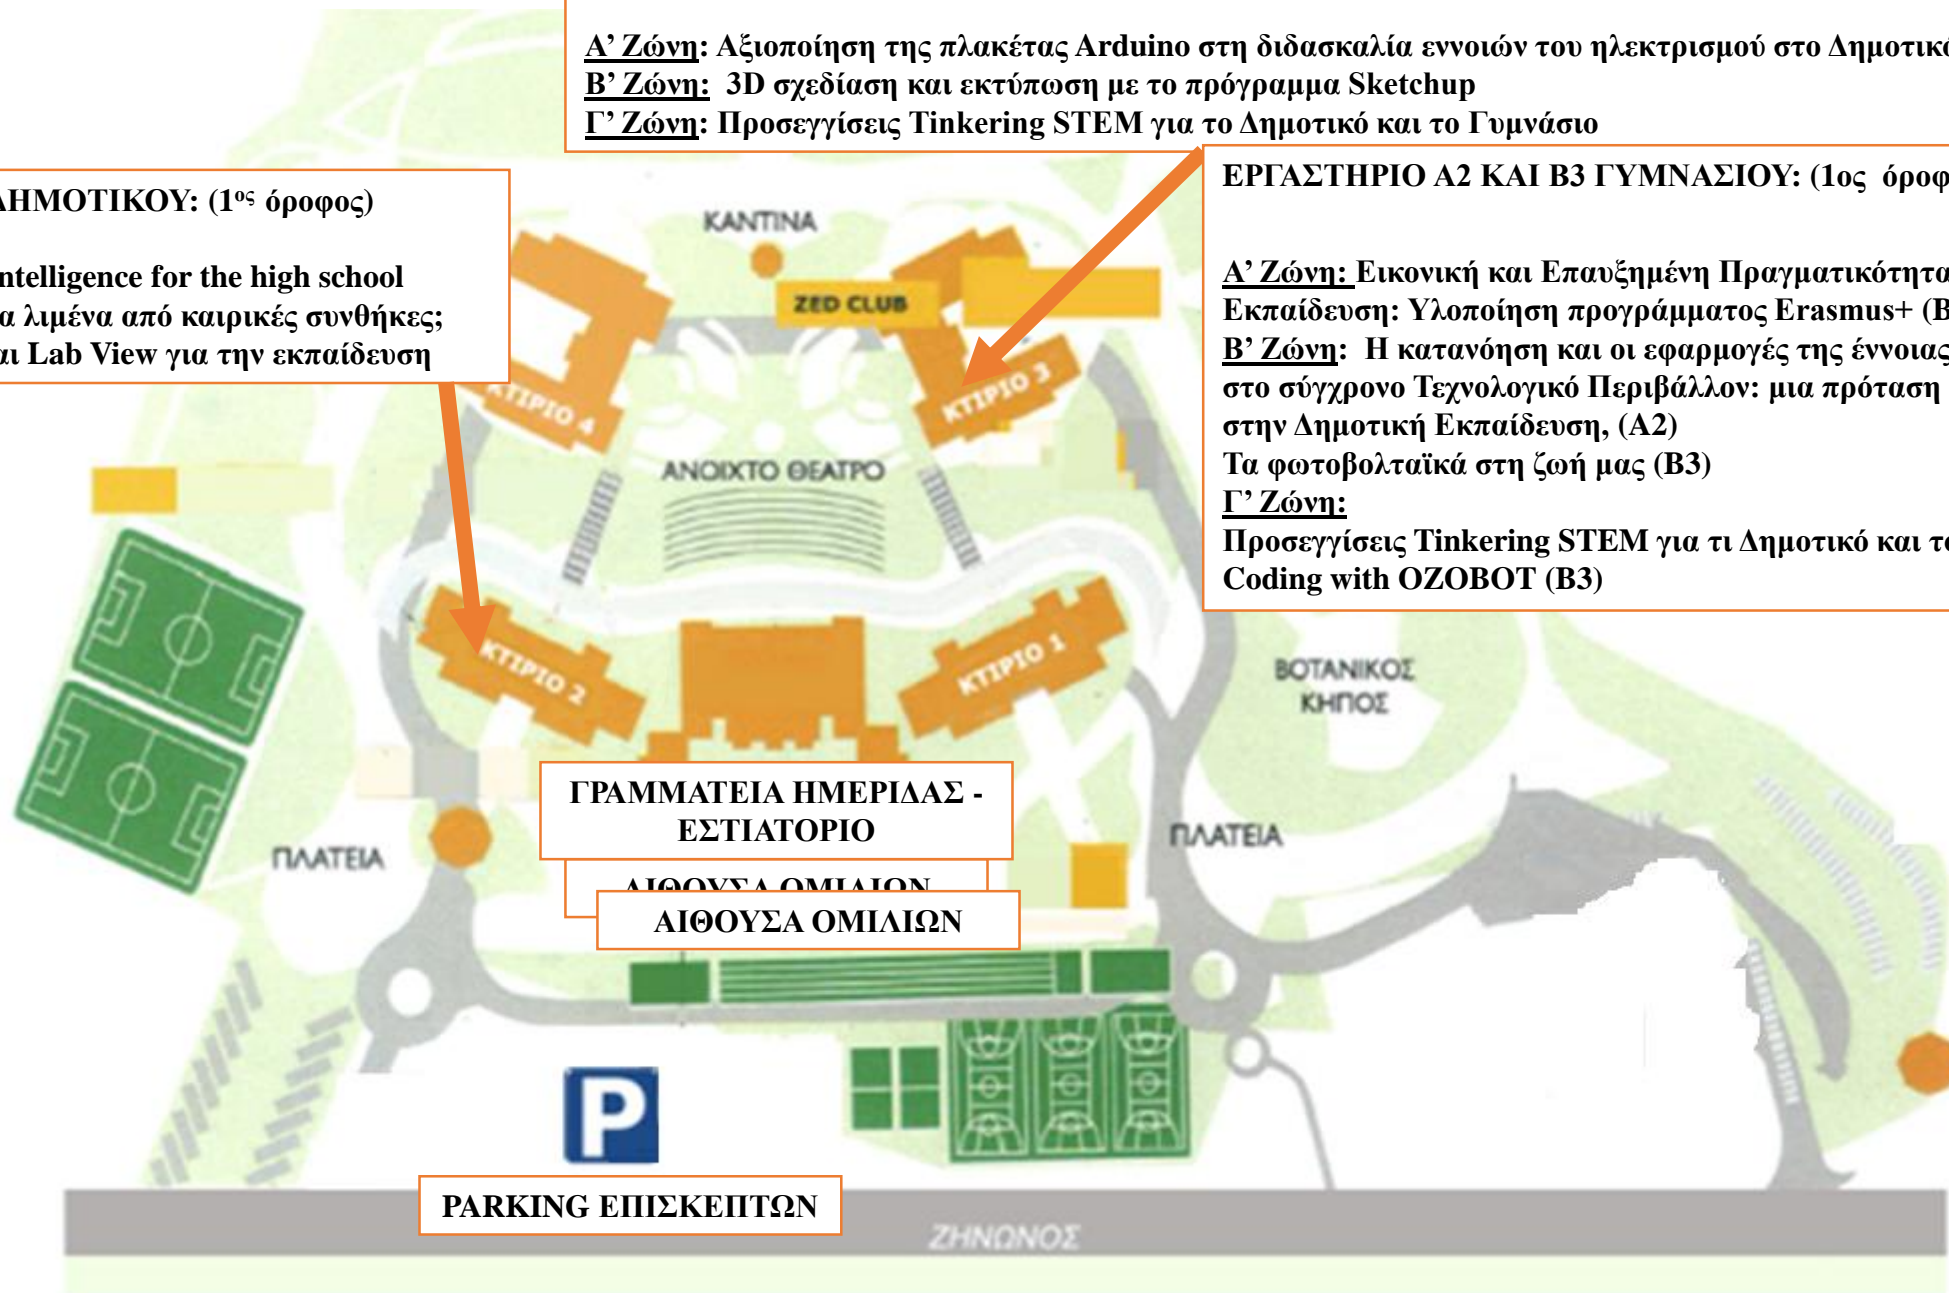 Α’ Ζώνη: Αξιοποίηση της πλακέτας Arduino στη διδασκαλία εννοιών του ηλεκτρισμού στο Δημοτικό
Β’ Ζώνη: 3D σχεδίαση και εκτύπωση με το πρόγραμμα Sketchup
Γ’ Ζώνη: Προσεγγίσεις Tinkering STEM για το Δημοτικό και το Γυμνάσιο
ΔΗΜΟΤΙΚΟΥ: (1ος όροφος)
ntelligence for the high school
α λιμένα από καιρικές συνθήκες;
αι Lab View για την εκπαίδευση
ΕΡΓΑΣΤΗΡΙΟ Α2 ΚΑΙ Β3 ΓΥΜΝΑΣΙΟΥ: (1ος όροφ
Α’ Ζώνη: Εικονική και Επαυξημένη Πραγματικότητα
Εκπαίδευση: Υλοποίηση προγράμματος Erasmus+ (Β
Β’ Ζώνη: Η κατανόηση και οι εφαρμογές της έννοιας
στο σύγχρονο Τεχνολογικό Περιβάλλον: μια πρόταση
στην Δημοτική Εκπαίδευση, (Α2)
Τα φωτοβολταϊκά στη ζωή μας (Β3)
Γ’ Ζώνη:
Προσεγγίσεις Tinkering STEM για τι Δημοτικό και το
Coding with OZOBOT (Β3)
ΚΑΝΤΙΝΑ
ZED CLUB
ΚΤΙΡΙΟ 4
ΚΤΙΡΙΟ 3
ΑΝΟΙΧΤΟ ΘΕΑΤΡΟ
ΚΤΙΡΙΟ 2
ΚΤΙΡΙΟ 1
ΒΟΤΑΝΙΚΟΣ
ΚΗΠΟΣ
ΓΡΑΜΜΑΤΕΙΑ ΗΜΕΡΙΔΑΣ -
ΕΣΤΙΑΤΟΡΙΟ
ΠΛΑΤΕΙΑ
ΠΛΑΤΕΙΑ
ΑΙΘΟΥΣΑ ΟΜΙΛΙΩΝ
ΑΙΘΟΥΣΑ ΟΜΙΛΙΩΝ
P
PARKING ΕΠΙΣΚΕΠΤΩΝ
ΖΗΝΩΝΟΣ